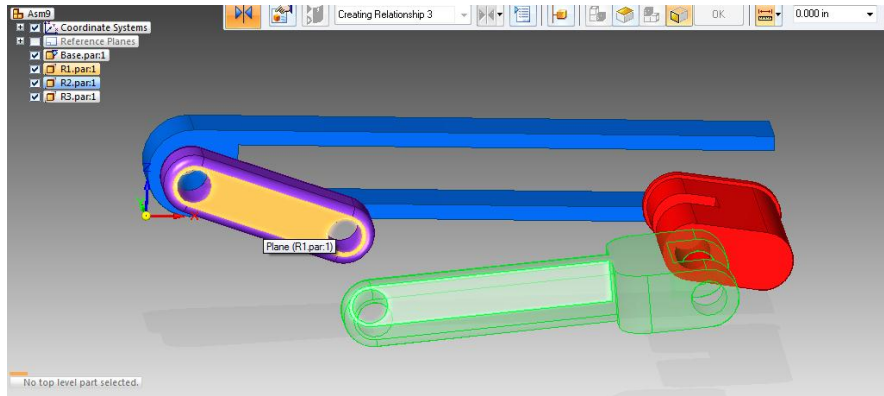 Asm9
Creating Relationship 3
OK
0.000 in
Coordinate Systems
Reference Planes
Base.par:1
R1.par:1
R2.par:1
R3.par:1
Z
X
Plane (R1.par:1)
No top level part selected.